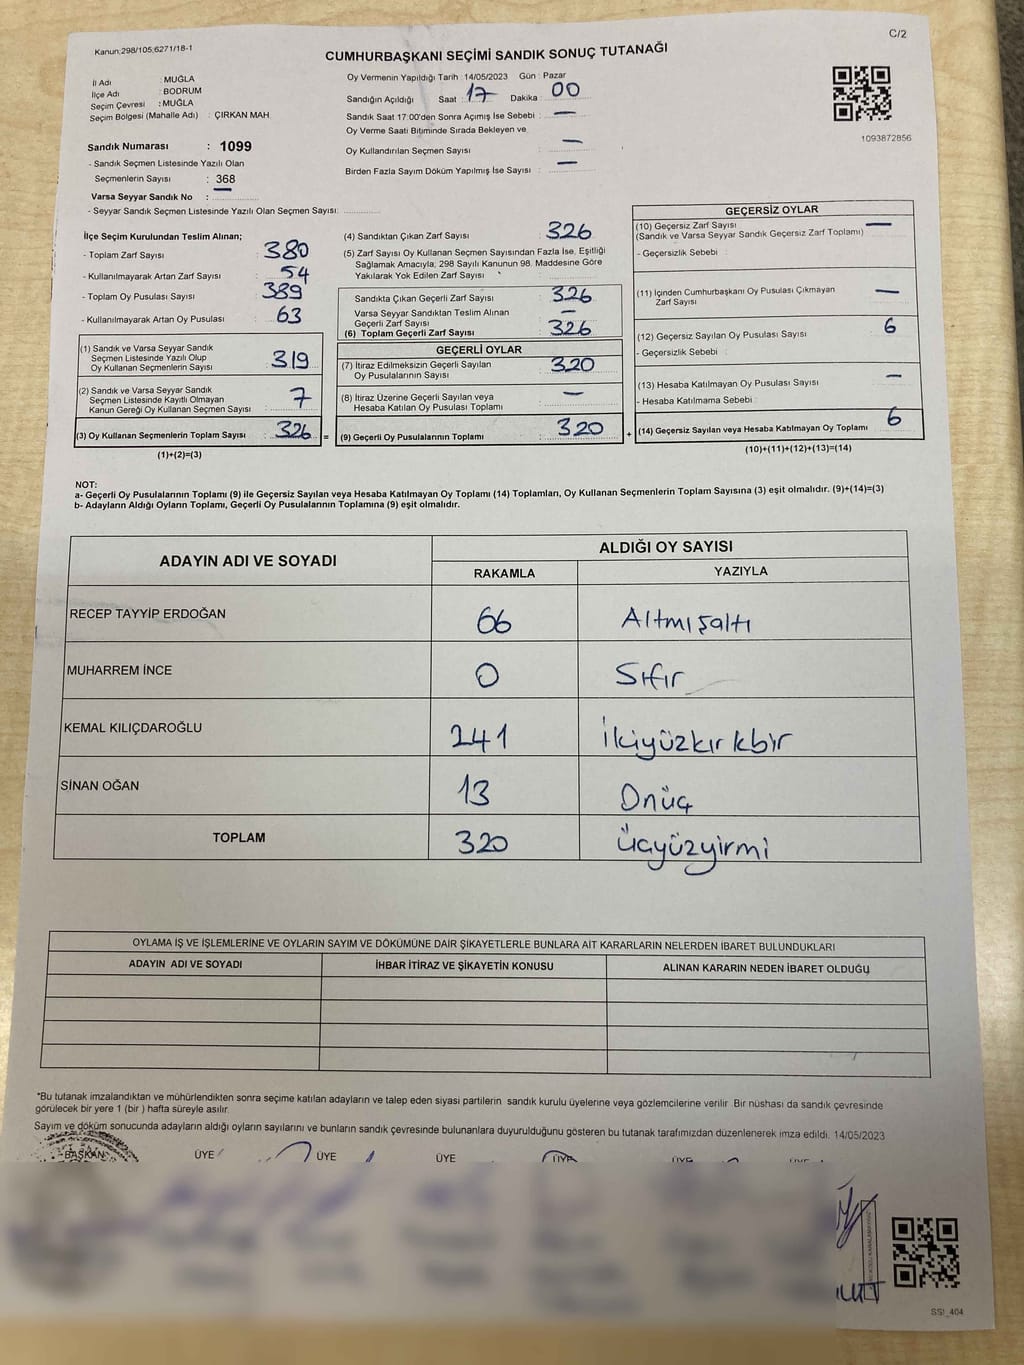 Kanun:298/105;6271/18-1
C/2
CUMHURBAŞKANI SEÇİMİ SANDIK SONUÇ TUTANAĞI
İl Adı : MUĞLA
İlçe Adı : BODRUM
Seçim Çevresi : MUĞLA
Seçim Bölgesi (Mahalle Adı) : ÇIRKAN MAH.
Oy Vermenin Yapıldığı Tarih : 14/05/2023 Gün : Pazar
Sandığın Açıldığı Saat : 17 Dakika : 00
Sandık Saat 17:00'den Sonra Açımış İse Sebebi : —
Oy Verme Saati Bitiminde Sırada Bekleyen ve
Oy Kullandırılan Seçmen Sayısı : —
Birden Fazla Sayım Döküm Yapılmış İse Sayısı : —
1093872856
Sandık Numarası : 1099
- Sandık Seçmen Listesinde Yazılı Olan
Seçmenlerin Sayısı : 368
Varsa Seyyar Sandık No : —
- Seyyar Sandık Seçmen Listesinde Yazılı Olan Seçmen Sayısı:
İlçe Seçim Kurulundan Teslim Alınan;
- Toplam Zarf Sayısı : 380
- Kullanılmayarak Artan Zarf Sayısı : 54
- Toplam Oy Pusulası Sayısı : 389
- Kullanılmayarak Artan Oy Pusulası : 63
(1) Sandık ve Varsa Seyyar Sandık
Seçmen Listesinde Yazılı Olup
Oy Kullanan Seçmenlerin Sayısı : 319
(2) Sandık ve Varsa Seyyar Sandık
Seçmen Listesinde Kayıtlı Olmayan
Kanun Gereği Oy Kullanan Seçmen Sayısı : 7
(3) Oy Kullanan Seçmenlerin Toplam Sayısı : 326 =
(1)+(2)=(3)
(4) Sandıktan Çıkan Zarf Sayısı : 326
(5) Zarf Sayısı Oy Kullanan Seçmen Sayısından Fazla İse, Eşitliği
Sağlamak Amacıyla, 298 Sayılı Kanunun 98. Maddesine Göre
Yakılarak Yok Edilen Zarf Sayısı :
Sandıkta Çıkan Geçerli Zarf Sayısı : 326
Varsa Seyyar Sandıktan Teslim Alınan
Geçerli Zarf Sayısı : —
(6) Toplam Geçerli Zarf Sayısı : 326
GEÇERLİ OYLAR
(7) İtiraz Edilmeksizin Geçerli Sayılan
Oy Pusulalarının Sayısı : 320
(8) İtiraz Üzerine Geçerli Sayılan veya
Hesaba Katılan Oy Pusulası Toplamı : —
(9) Geçerli Oy Pusulalarının Toplamı : 320 +
GEÇERSİZ OYLAR
(10) Geçersiz Zarf Sayısı : —
(Sandık ve Varsa Seyyar Sandık Geçersiz Zarf Toplamı)
- Geçersizlik Sebebi :
(11) İçinden Cumhurbaşkanı Oy Pusulası Çıkmayan
Zarf Sayısı : —
(12) Geçersiz Sayılan Oy Pusulası Sayısı : 6
- Geçersizlik Sebebi :
(13) Hesaba Katılmayan Oy Pusulası Sayısı : —
- Hesaba Katılmama Sebebi :
(14) Geçersiz Sayılan veya Hesaba Katılmayan Oy Toplamı : 6
(10)+(11)+(12)+(13)=(14)
NOT:
a- Geçerli Oy Pusulalarının Toplamı (9) ile Geçersiz Sayılan veya Hesaba Katılmayan Oy Toplamı (14) Toplamları, Oy Kullanan Seçmenlerin Toplam Sayısına (3) eşit olmalıdır. (9)+(14)=(3)
b- Adayların Aldığı Oyların Toplamı, Geçerli Oy Pusulalarının Toplamına (9) eşit olmalıdır.
ADAYIN ADI VE SOYADI ALDIĞI OY SAYISI
RAKAMLA YAZIYLA
RECEP TAYYİP ERDOĞAN 66 Altmışaltı
MUHARREM İNCE 0 Sıfır
KEMAL KILIÇDAROĞLU 241 İkiyüzkırkbir
SİNAN OĞAN 13 Onüç
TOPLAM 320 Üçyüzyirmi
OYLAMA İŞ VE İŞLEMLERİNE VE OYLARIN SAYIM VE DÖKÜMÜNE DAİR ŞİKAYETLERLE BUNLARA AİT KARARLARIN NELERDEN İBARET BULUNDUKLARI
ADAYIN ADI VE SOYADI İHBAR İTİRAZ VE ŞİKAYETİN KONUSU ALINAN KARARIN NEDEN İBARET OLDUĞU
*Bu tutanak imzalandıktan ve mühürlendikten sonra seçime katılan adayların ve talep eden siyasi partilerin sandık kurulu üyelerine veya gözlemcilerine verilir. Bir nüshası da sandık çevresinde
görülecek bir yere 1 (bir ) hafta süreyle asılır.
Sayım ve döküm sonucunda adayların aldığı oyların sayılarını ve bunların sandık çevresinde bulunanlara duyurulduğunu gösteren bu tutanak tarafımızdan düzenlenerek imza edildi. 14/05/2023
BAŞKAN ÜYE ÜYE ÜYE ÜYE ÜYE
SSI_404